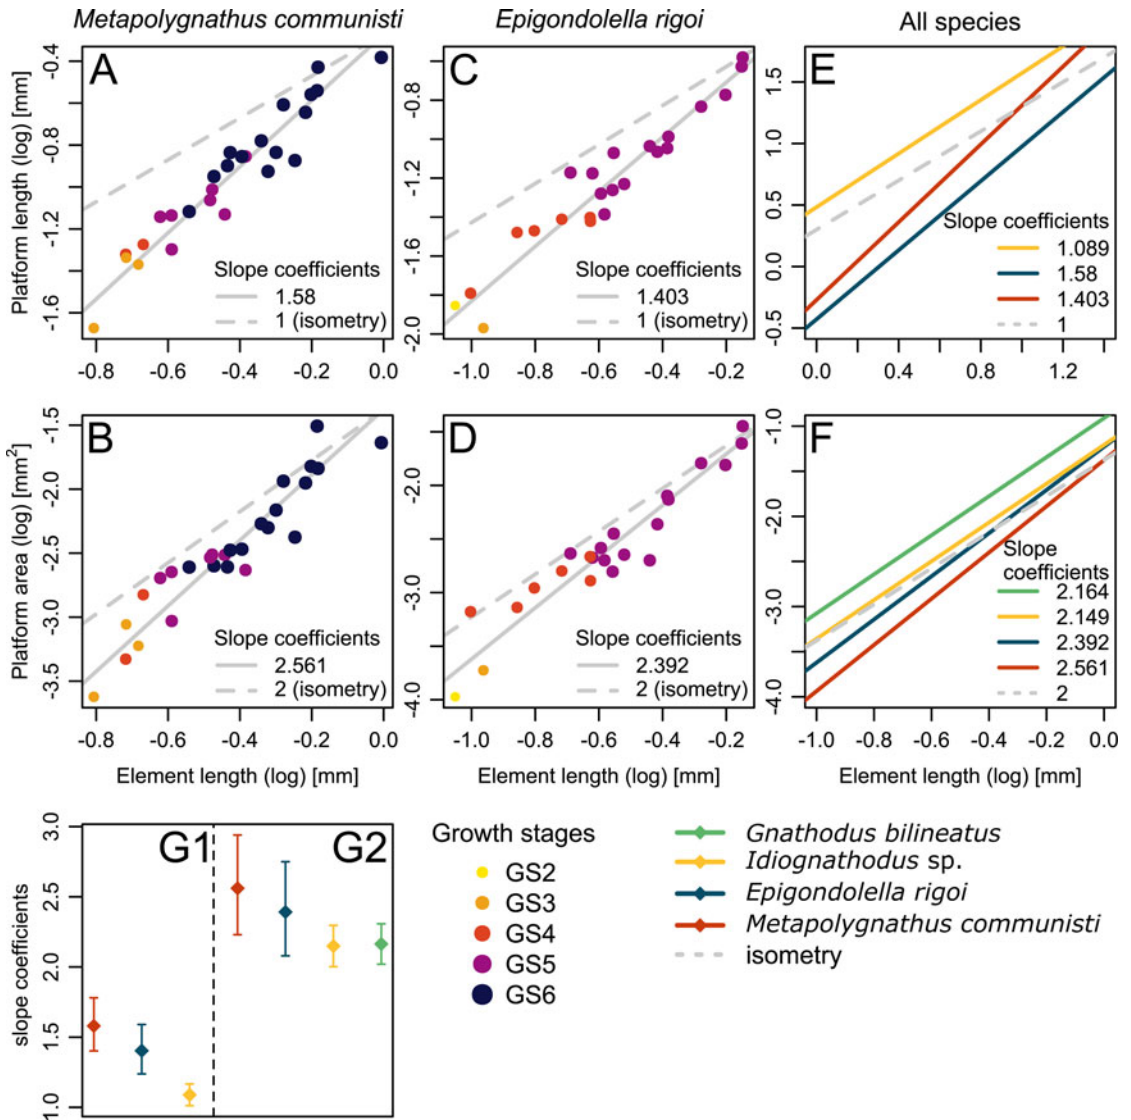 Metapolygnathus communisti
Epigondolella rigoi
All species
A
Platform length (log) [mm]
-0.4
-0.8
-1.2
-1.6
Slope coefficients
1.58
1 (isometry)
-0.8 -0.6 -0.4 -0.2 0.0
C
-0.8
-1.2
-1.6
-2.0
Slope coefficients
1.403
1 (isometry)
-1.0 -0.8 -0.6 -0.4 -0.2
E
1.5
1.0
0.5
0.0
-0.5
Slope coefficients
1.089
1.58
1.403
1
0.0 0.4 0.8 1.2
B
Platform area (log) [mm²]
-1.5
-2.0
-2.5
-3.0
-3.5
Slope coefficients
2.561
2 (isometry)
-0.8 -0.6 -0.4 -0.2 0.0
Element length (log) [mm]
D
-2.0
-3.0
-4.0
Slope coefficients
2.392
2 (isometry)
-1.0 -0.8 -0.6 -0.4 -0.2
Element length (log) [mm]
F
-1.0
-2.0
-3.0
-4.0
Slope
coefficients
2.164
2.149
2.392
2.561
2
-1.0 -0.8 -0.6 -0.4 -0.2 0.0
Element length (log) [mm]
G1
G2
slope coefficients
3.0
2.5
2.0
1.5
1.0
Growth stages
GS2
GS3
GS4
GS5
GS6
Gnathodus bilineatus
Idiognathodus sp.
Epigondolella rigoi
Metapolygnathus communisti
isometry